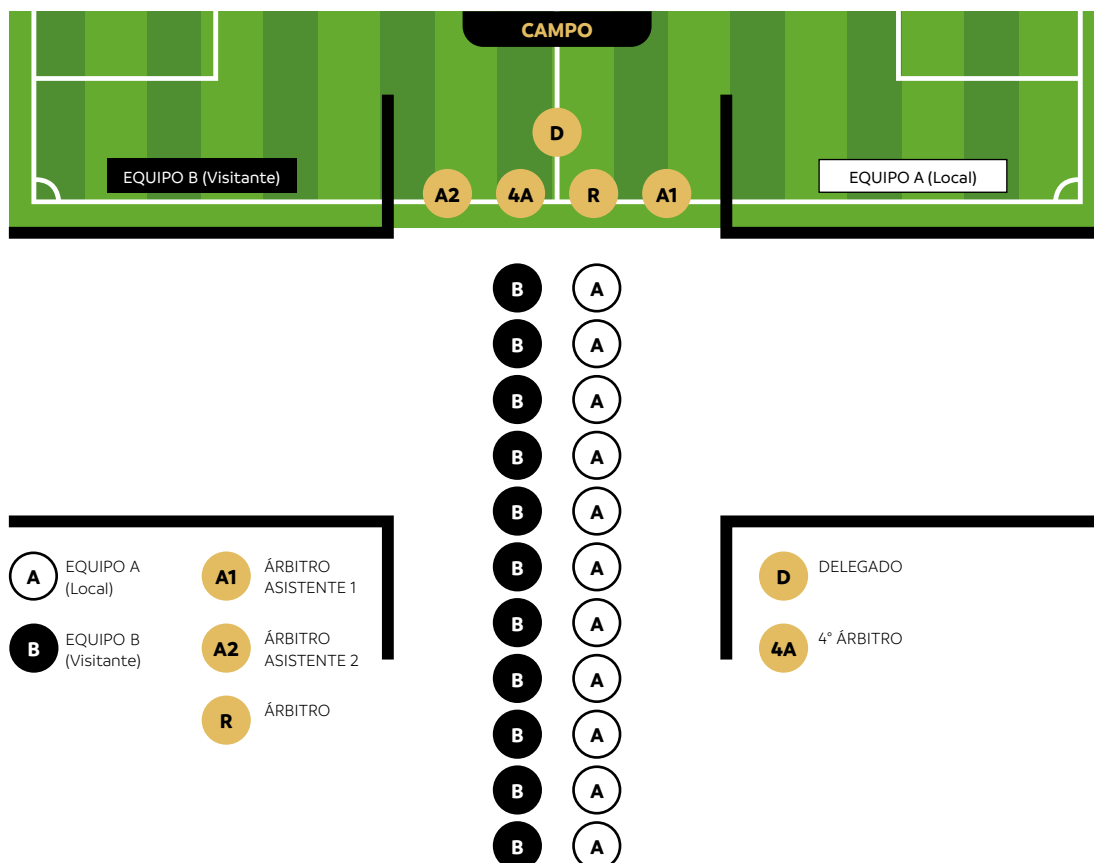 CAMPO
D
EQUIPO B (Visitante)
EQUIPO A (Local)
A2 4A R A1
B A
B A
B A
B A
B A
B A
B A
B A
B A
B A
B A
A EQUIPO A
(Local)
B EQUIPO B
(Visitante)
A1 ÁRBITRO
ASISTENTE 1
A2 ÁRBITRO
ASISTENTE 2
R ÁRBITRO
D DELEGADO
4A 4° ÁRBITRO